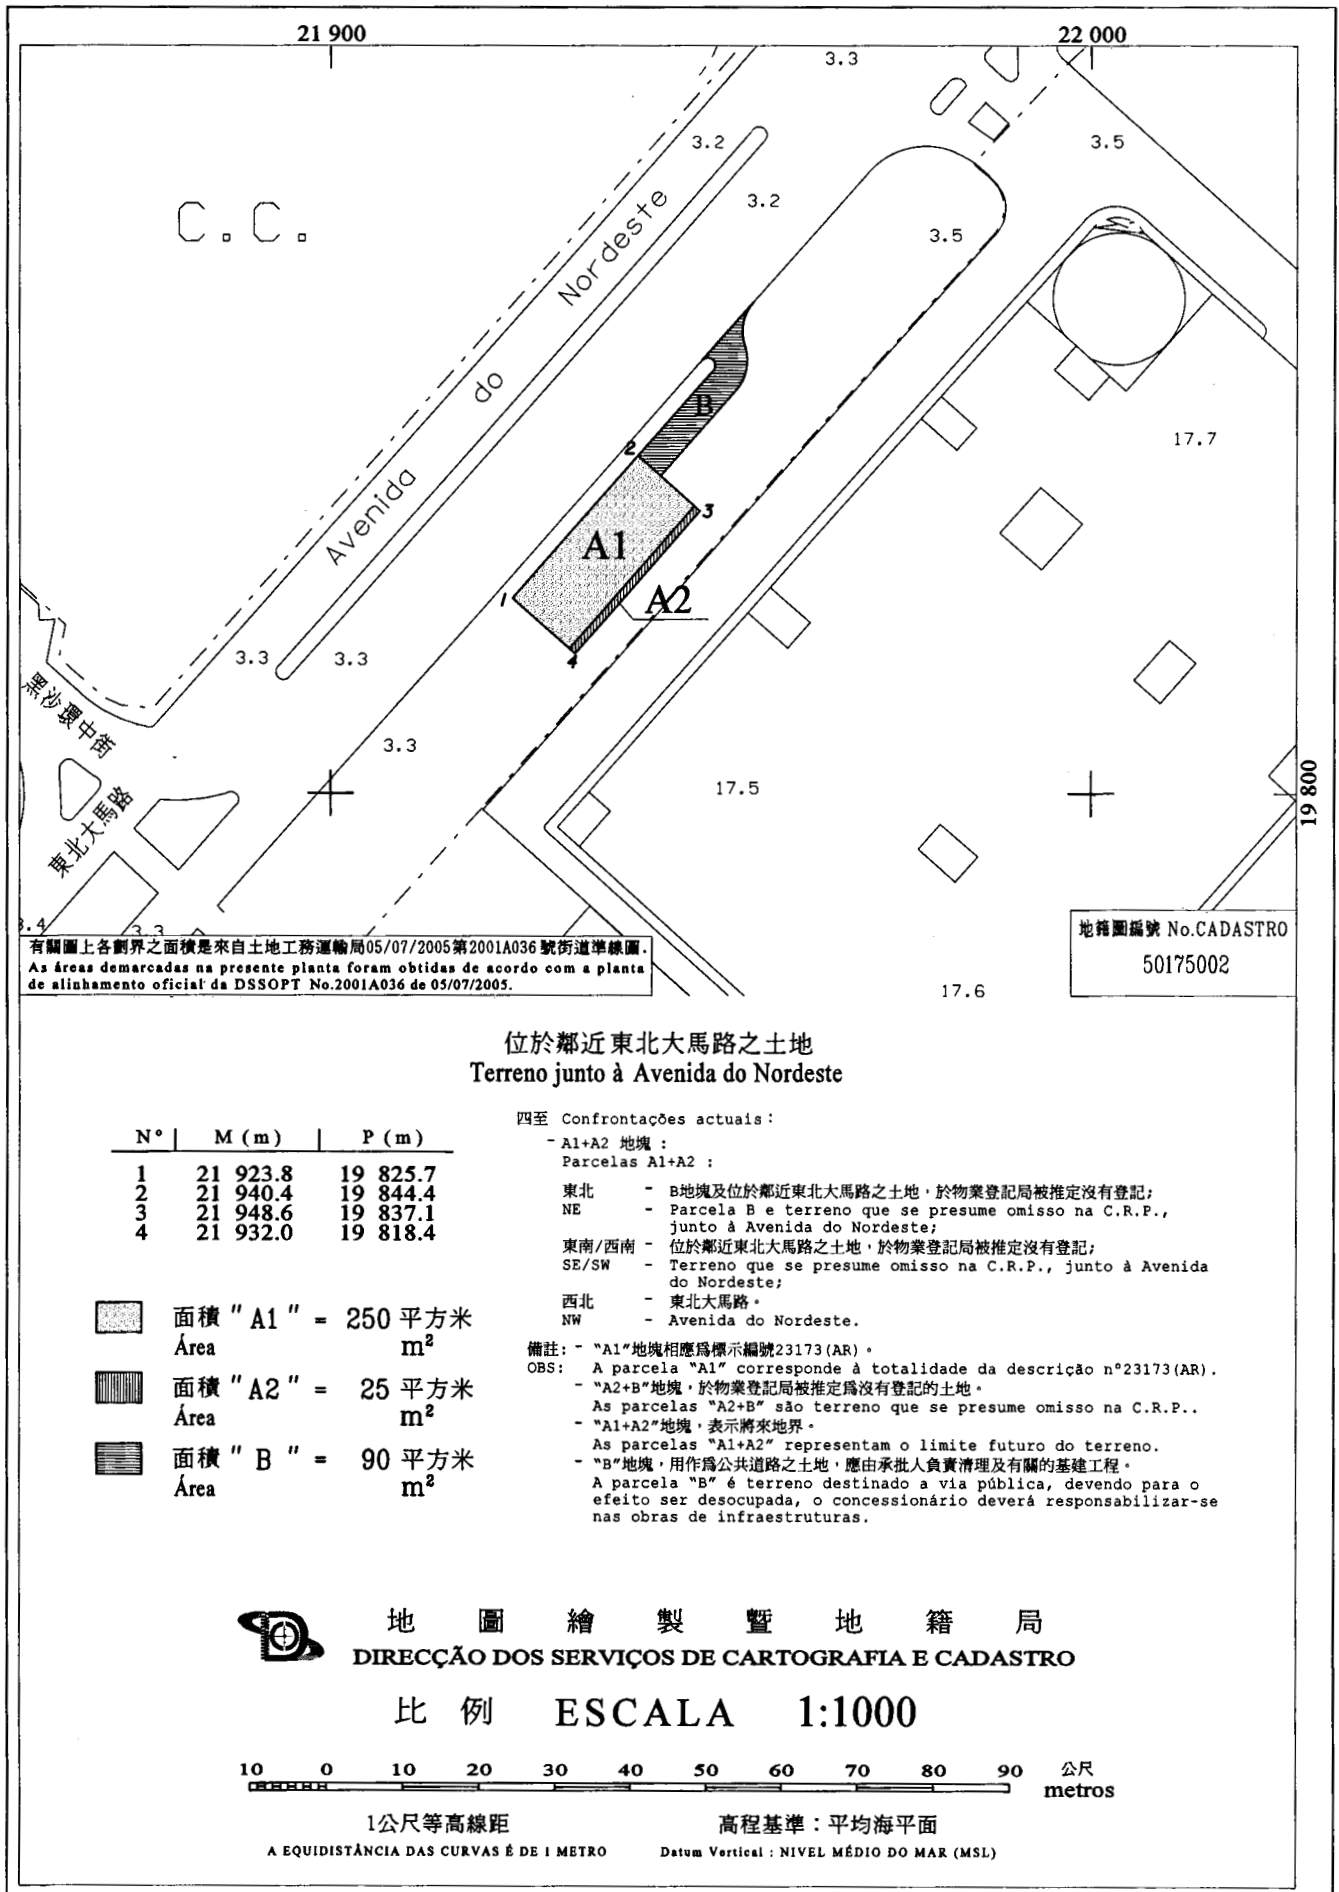 21 900
22 000
3.3
3.2
3.5
C.C.
3.2
Nordeste
3.5
do
B
17.7
2
Avenida
3
A1
1
A2
4
3.3
3.3
黑沙環中街
3.3
17.5
19 800
東北大馬路
3.4
3.3
有關圖上各劃界之面積是來自土地工務運輸局05/07/2005第2001A036號街道準線圖.
As áreas demarcadas na presente planta foram obtidas de acordo com a planta
de alinhamento oficial da DSSOPT No.2001A036 de 05/07/2005.
地籍圖編號 No.CADASTRO
50175002
17.6
位於鄰近東北大馬路之土地
Terreno junto à Avenida do Nordeste
Nº M (m) P (m)
1 21 923.8 19 825.7
2 21 940.4 19 844.4
3 21 948.6 19 837.1
4 21 932.0 19 818.4
面積 "A1" = 250 平方米
Área m²
面積 "A2" = 25 平方米
Área m²
面積 "B" = 90 平方米
Área m²
四至 Confrontações actuais:
- A1+A2 地塊 :
Parcelas A1+A2 :
東北 - B地塊及位於鄰近東北大馬路之土地,於物業登記局被推定沒有登記;
NE - Parcela B e terreno que se presume omisso na C.R.P.,
junto à Avenida do Nordeste;
東南/西南 - 位於鄰近東北大馬路之土地,於物業登記局被推定沒有登記;
SE/SW - Terreno que se presume omisso na C.R.P., junto à Avenida
do Nordeste;
西北 - 東北大馬路。
NW - Avenida do Nordeste.
備註: - "A1"地塊相應爲標示編號23173(AR)。
OBS: A parcela "A1" corresponde à totalidade da descrição nº23173(AR).
- "A2+B"地塊,於物業登記局被推定爲沒有登記的土地。
As parcelas "A2+B" são terreno que se presume omisso na C.R.P..
- "A1+A2"地塊,表示將來地界。
As parcelas "A1+A2" representam o limite futuro do terreno.
- "B"地塊,用作爲公共道路之土地,應由承批人負責清理及有關的基建工程。
A parcela "B" é terreno destinado a via pública, devendo para o
efeito ser desocupada, o concessionário deverá responsabilizar-se
nas obras de infraestruturas.
地圖繪製暨地籍局
DIRECÇÃO DOS SERVIÇOS DE CARTOGRAFIA E CADASTRO
比例 ESCALA 1:1000
10 0 10 20 30 40 50 60 70 80 90 公尺
metros
1公尺等高線距 高程基準:平均海平面
A EQUIDISTÂNCIA DAS CURVAS É DE 1 METRO Datum Vertical : NIVEL MÉDIO DO MAR (MSL)